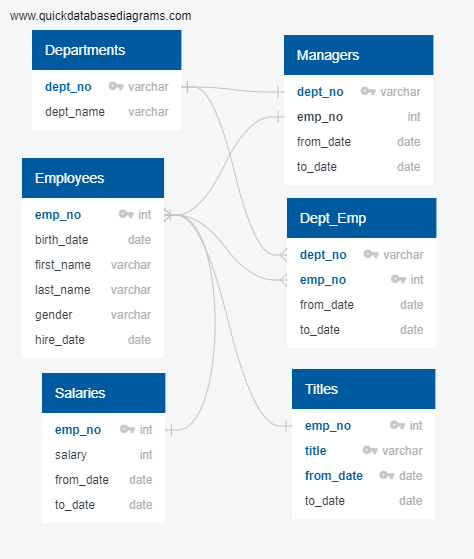 www.quickdatabasediagrams.com
Departments
dept_no varchar
dept_name varchar
Managers
dept_no varchar
emp_no int
from_date date
to_date date
Employees
emp_no int
birth_date date
first_name varchar
last_name varchar
gender varchar
hire_date date
Dept_Emp
dept_no varchar
emp_no int
from_date date
to_date date
Salaries
emp_no int
salary int
from_date date
to_date date
Titles
emp_no int
title varchar
from_date date
to_date date